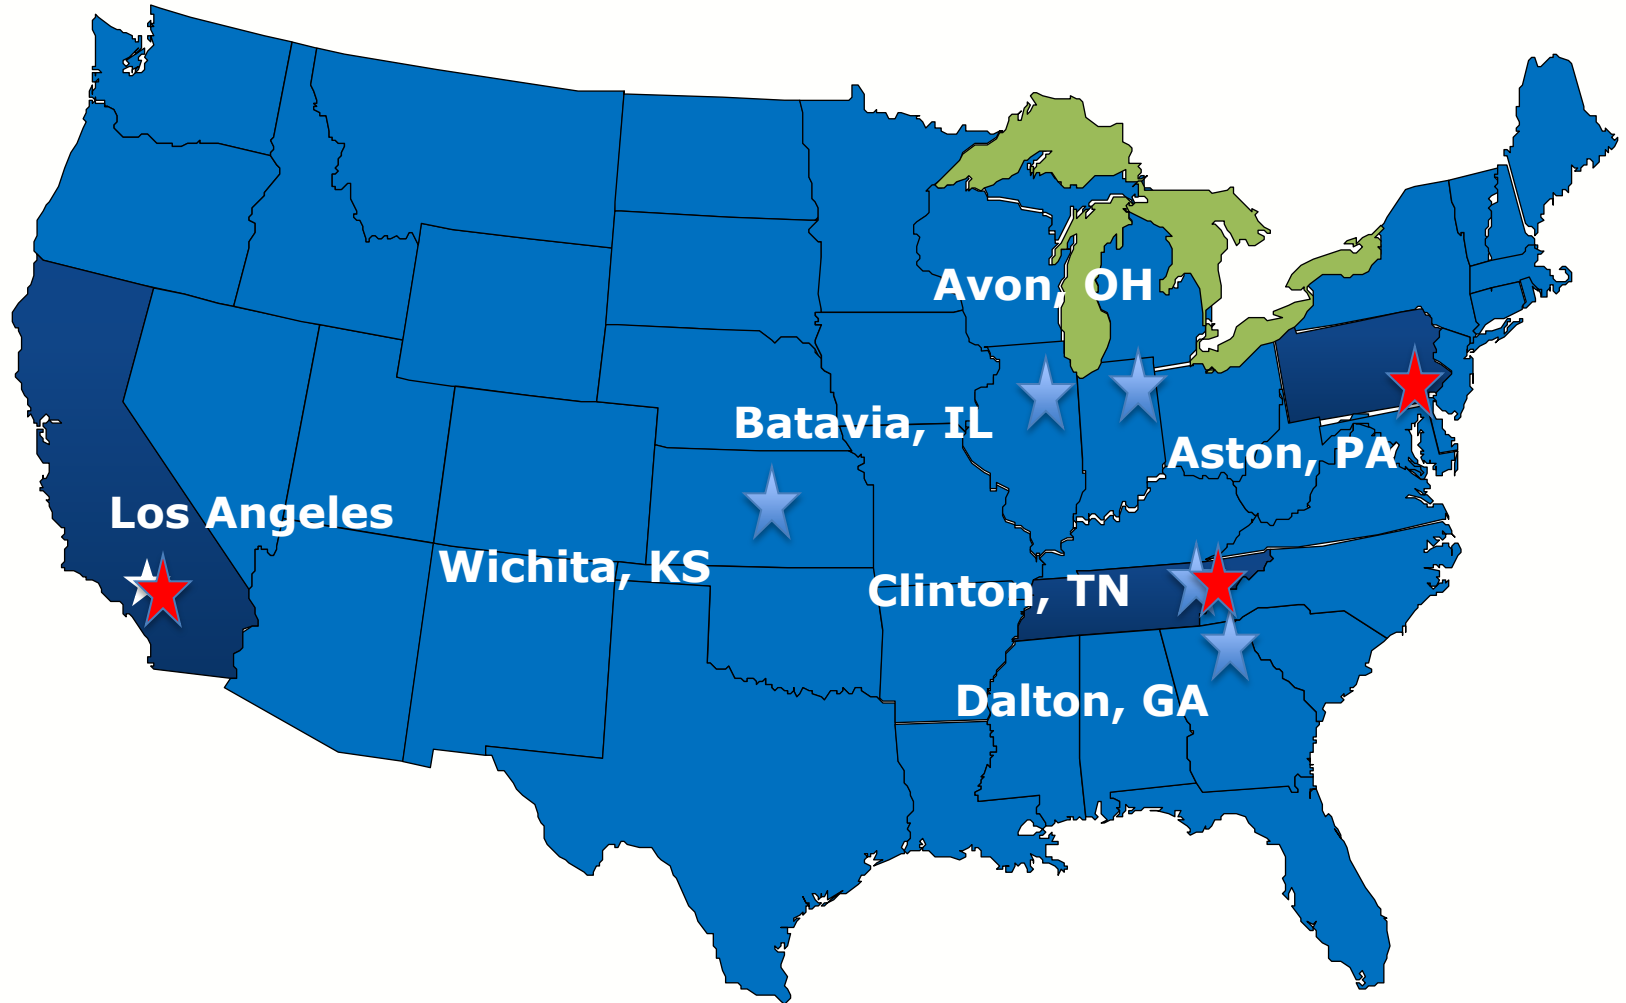 Avon, OH
Batavia, IL
Aston, PA
Los Angeles
Wichita, KS
Clinton, TN
Dalton, GA